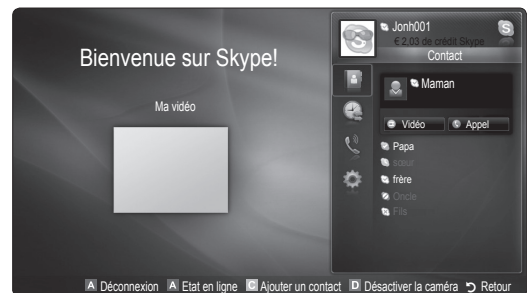 Bienvenue sur Skype!
Ma vidéo
Jonh001
€ 2,03 de crédit Skype
Contact
Maman
Vidéo
Appel
Papa
sœur
frère
Oncle
Fils
A Déconnexion A Etat en ligne C Ajouter un contact D Désactiver la caméra Retour